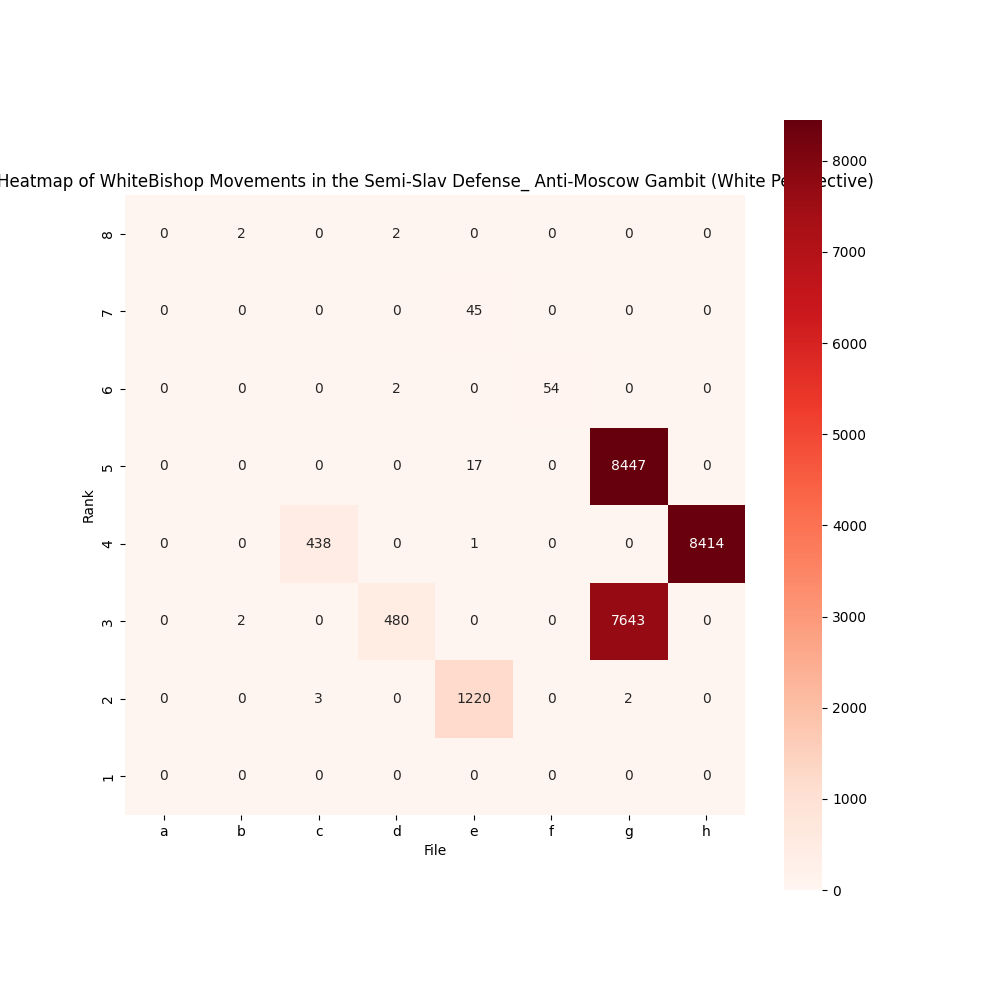 Heatmap of WhiteBishop Movements in the Semi-Slav Defense_ Anti-Moscow Gambit (White Perspective)
8 0 2 0 2 0 0 0 0
7 0 0 0 0 45 0 0 0
6 0 0 0 2 0 54 0 0
5 0 0 0 0 17 0 8447 0
4 0 0 438 0 1 0 0 8414
3 0 2 0 480 0 0 7643 0
2 0 0 3 0 1220 0 2 0
1 0 0 0 0 0 0 0 0
a b c d e f g h
File
Rank
8000
7000
6000
5000
4000
3000
2000
1000
0